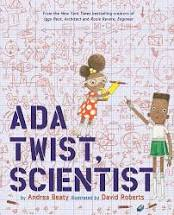 From the New York Times bestselling creators of
Iggy Peck, Architect and Rosie Revere, Engineer
ADA
TWIST,
SCIENTIST
by Andrea Beaty illustrated by David Roberts